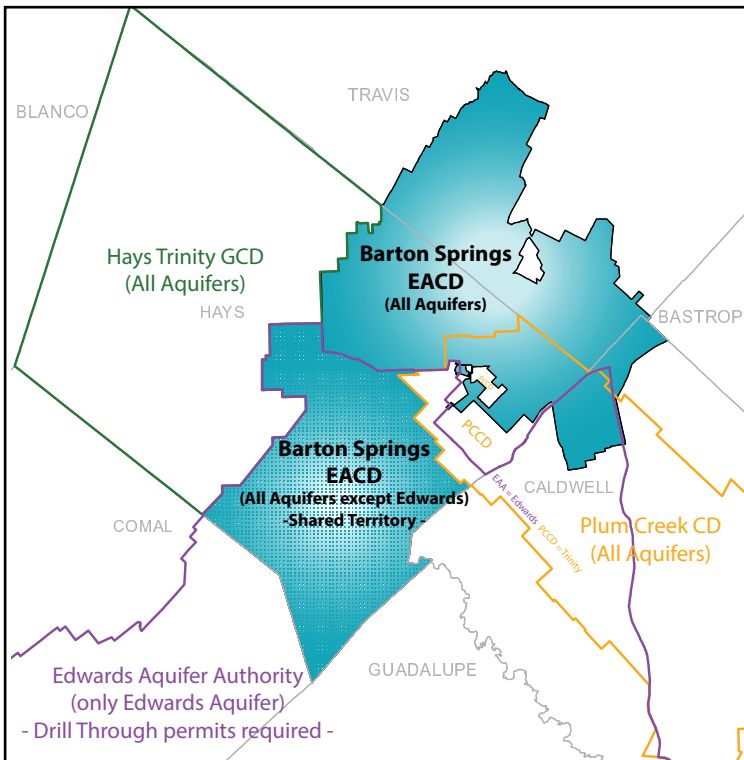 TRAVIS
BLANCO
Hays Trinity GCD
(All Aquifers)
HAYS
Barton Springs
EACD
(All Aquifers)
BASTROP
PCCD
Barton Springs
EACD
(All Aquifers except Edwards)
-Shared Territory -
EAA = Edwards PCCD = Trinity
CALDWELL
Plum Creek CD
(All Aquifers)
COMAL
GUADALUPE
Edwards Aquifer Authority
(only Edwards Aquifer)
- Drill Through permits required -